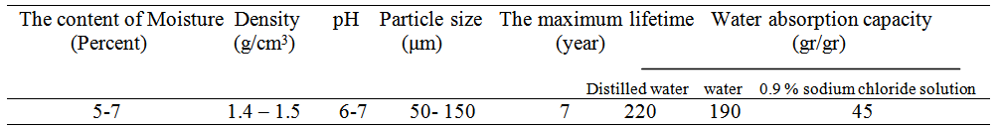 The content of Moisture Density pH Particle size The maximum lifetime Water absorption capacity
(Percent) (g/cm³) (μm) (year) (gr/gr)
Distilled water water 0.9 % sodium chloride solution
5-7 1.4 – 1.5 6-7 50- 150 7 220 190 45